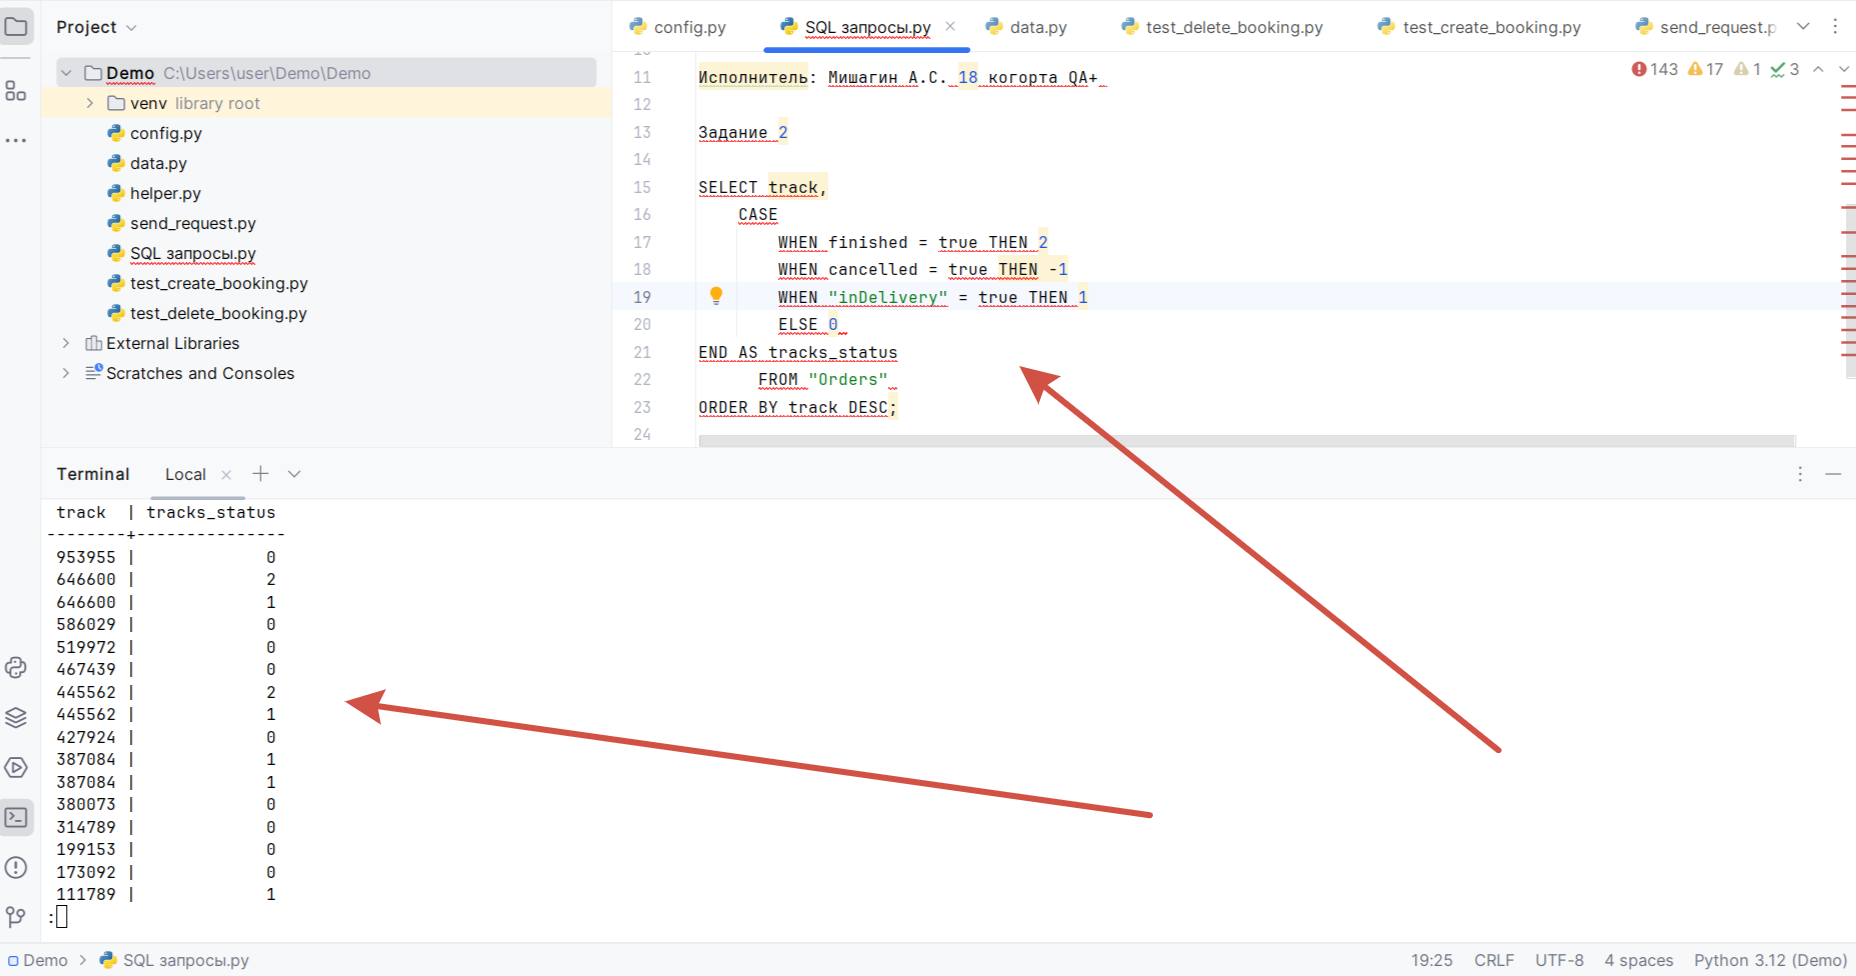 Project
Demo C:\Users\user\Demo\Demo
venv library root
config.py
data.py
helper.py
send_request.py
SQL запросы.py
test_create_booking.py
test_delete_booking.py
External Libraries
Scratches and Consoles
config.py SQL запросы.py data.py test_delete_booking.py test_create_booking.py send_request.p
143 17 1 3
11 Исполнитель: Мишагин А.С. 18 когорта QA+
12
13 Задание 2
14
15 SELECT track,
16 CASE
17 WHEN finished = true THEN 2
18 WHEN cancelled = true THEN -1
19 WHEN "inDelivery" = true THEN 1
20 ELSE 0
21 END AS tracks_status
22 FROM "Orders"
23 ORDER BY track DESC;
24
Terminal Local
track | tracks_status
--------+---------------
953955 | 0
646600 | 2
646600 | 1
586029 | 0
519972 | 0
467439 | 0
445562 | 2
445562 | 1
427924 | 0
387084 | 1
387084 | 1
380073 | 0
314789 | 0
199153 | 0
173092 | 0
111789 | 1
:
Demo > SQL запросы.py 19:25 CRLF UTF-8 4 spaces Python 3.12 (Demo)